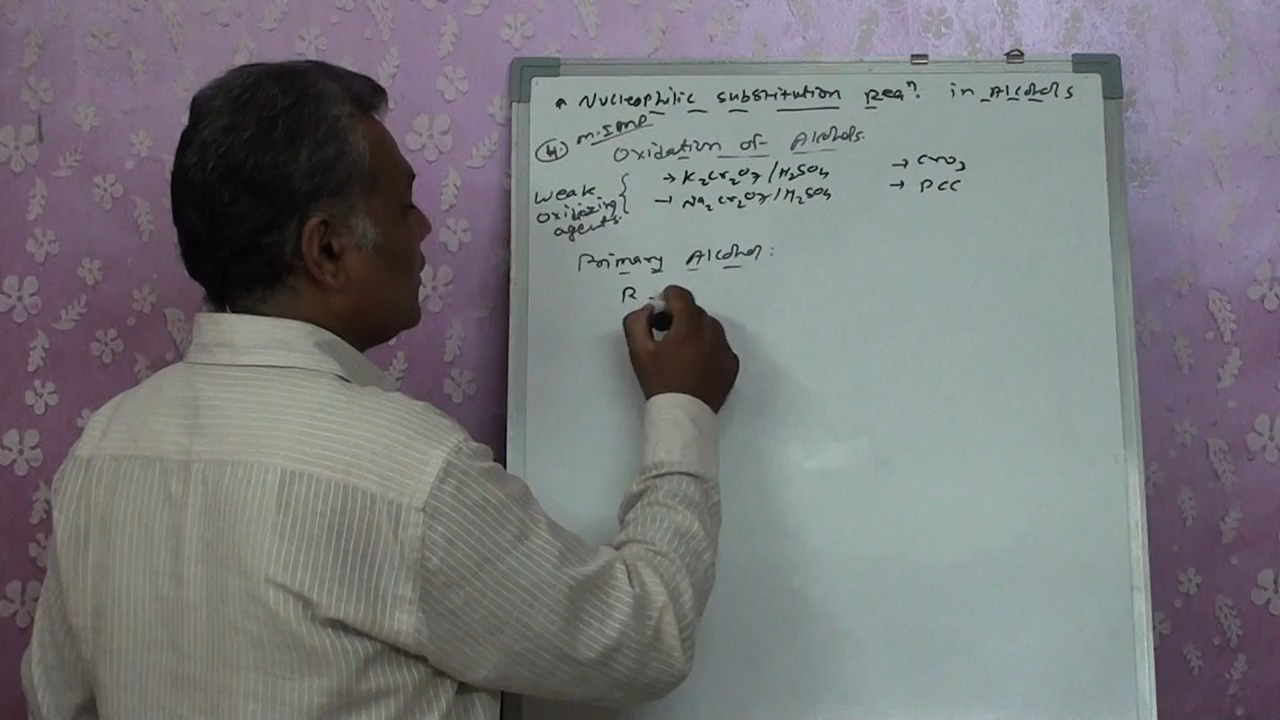 • Nucleophilic substitution Reaⁿ. in Alcohols
④ M.Imp
Oxidation of Alcohols.
weak oxidizing agents. { → K₂Cr₂O₇/H₂SO₄ → CrO₃
→ Na₂Cr₂O₇/H₂SO₄ → PCC
Primary Alcohol:
R -